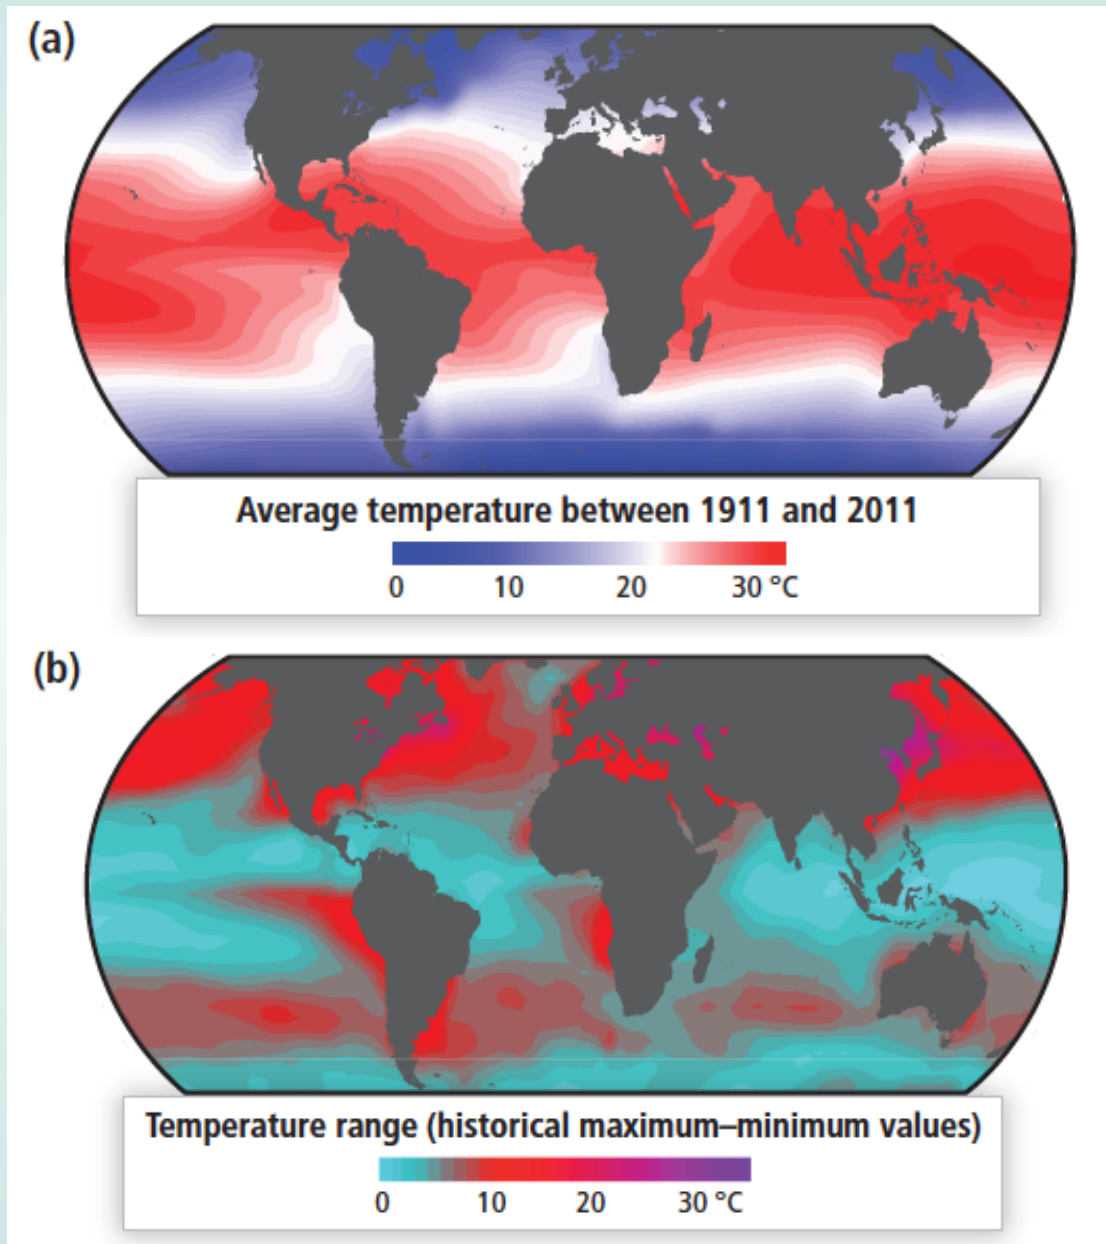 (a)
Average temperature between 1911 and 2011
0 10 20 30 °C
(b)
Temperature range (historical maximum–minimum values)
0 10 20 30 °C